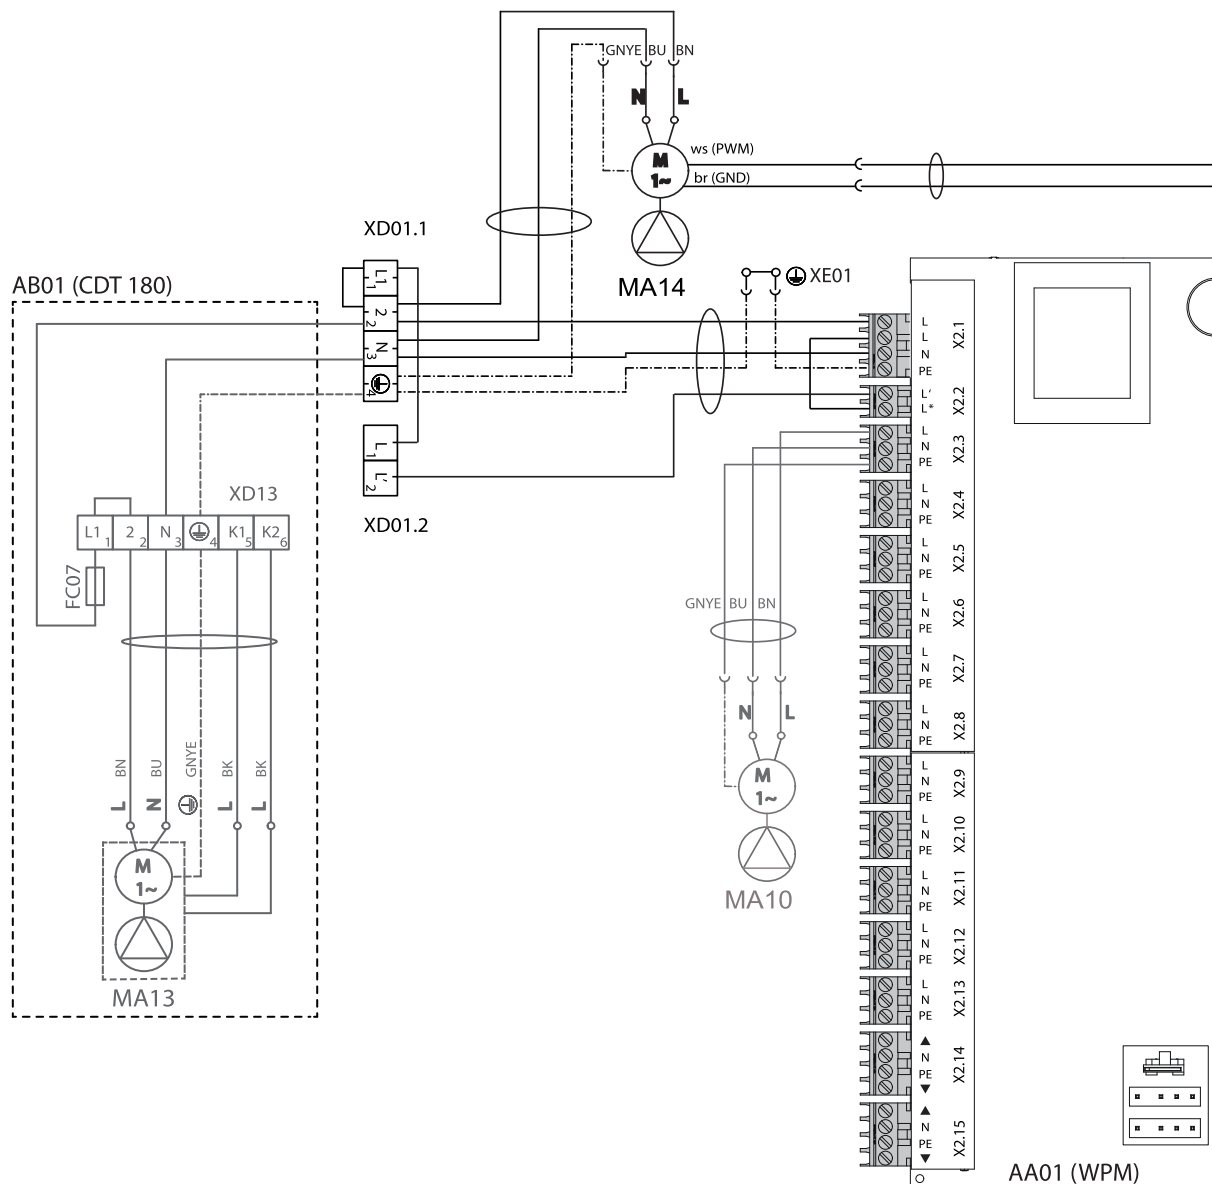 GNYE BU BN
N L
M
1~
ws (PWM)
br (GND)
MA14
XD01.1
L1 1
2 2
N 3
4
L 1
L' 2
XD01.2
XE01
AB01 (CDT 180)
XD13
L1 1 2 2 N 3 4 K1 5 K2 6
FC07
BN BU GNYE BK BK
L N L L
M
1~
MA13
GNYE BU BN
N L
M
1~
MA10
L
L
N
PE
X2.1
L'
L*
X2.2
L
N
PE
X2.3
L
N
PE
X2.4
L
N
PE
X2.5
L
N
PE
X2.6
L
N
PE
X2.7
L
N
PE
X2.8
L
N
PE
X2.9
L
N
PE
X2.10
L
N
PE
X2.11
L
N
PE
X2.12
L
N
PE
X2.13
▲
N
PE
▼
X2.14
▲
N
PE
▼
X2.15
AA01 (WPM)